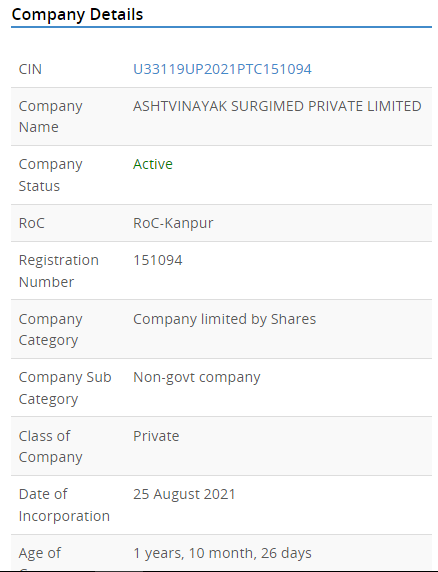 Company Details
CIN U33119UP2021PTC151094
Company ASHTVINAYAK SURGIMED PRIVATE LIMITED
Name
Company Active
Status
RoC RoC-Kanpur
Registration 151094
Number
Company Company limited by Shares
Category
Company Sub Non-govt company
Category
Class of Private
Company
Date of 25 August 2021
Incorporation
Age of 1 years, 10 month, 26 days